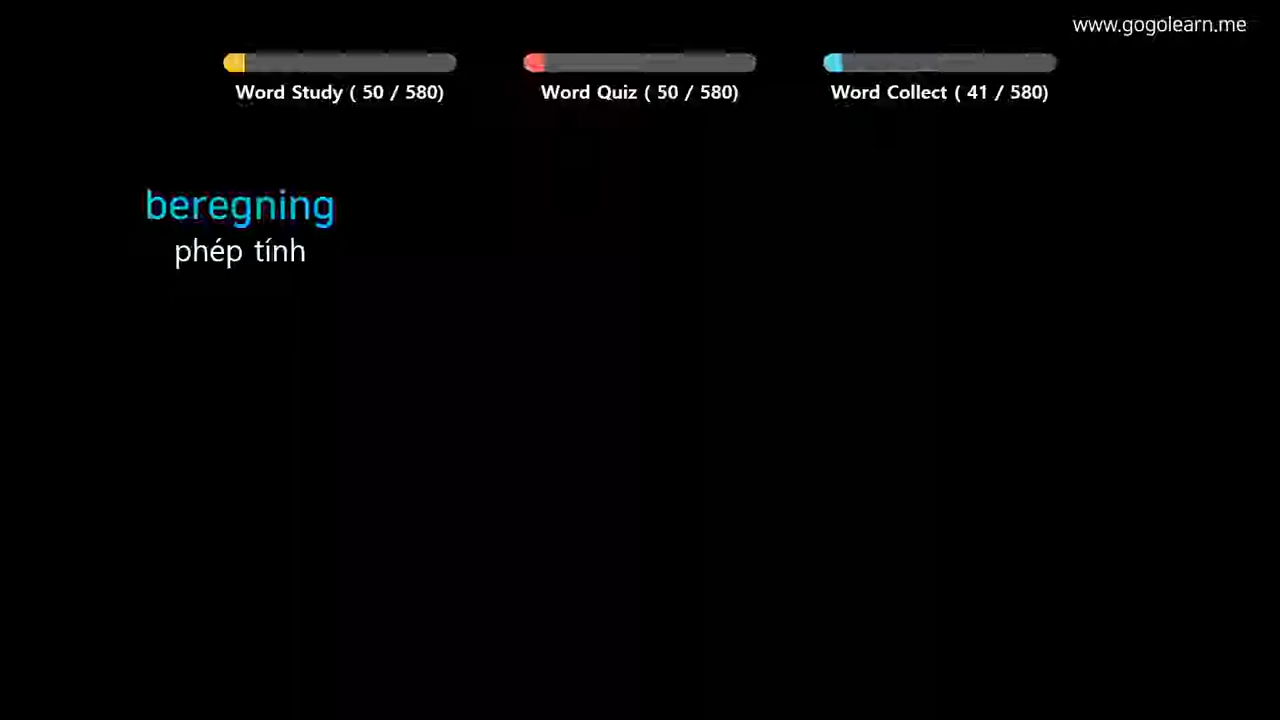 www.gogolearn.me
Word Study ( 50 / 580)
Word Quiz ( 50 / 580)
Word Collect ( 41 / 580)
beregning
phép tính